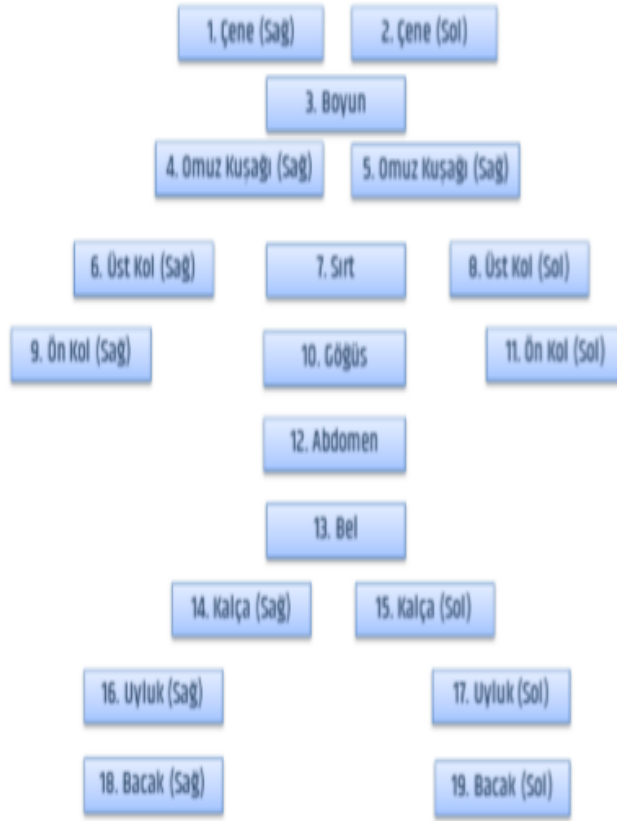 1. Çene (Sağ)
2. Çene (Sol)
3. Boyun
4. Omuz Kuşağı (Sağ)
5. Omuz Kuşağı (Sağ)
6. Üst Kol (Sağ)
7. Sırt
8. Üst Kol (Sol)
9. Ön Kol (Sağ)
10. Göğüs
11. Ön Kol (Sol)
12. Abdomen
13. Bel
14. Kalça (Sağ)
15. Kalça (Sol)
16. Uyluk (Sağ)
17. Uyluk (Sol)
18. Bacak (Sağ)
19. Bacak (Sol)